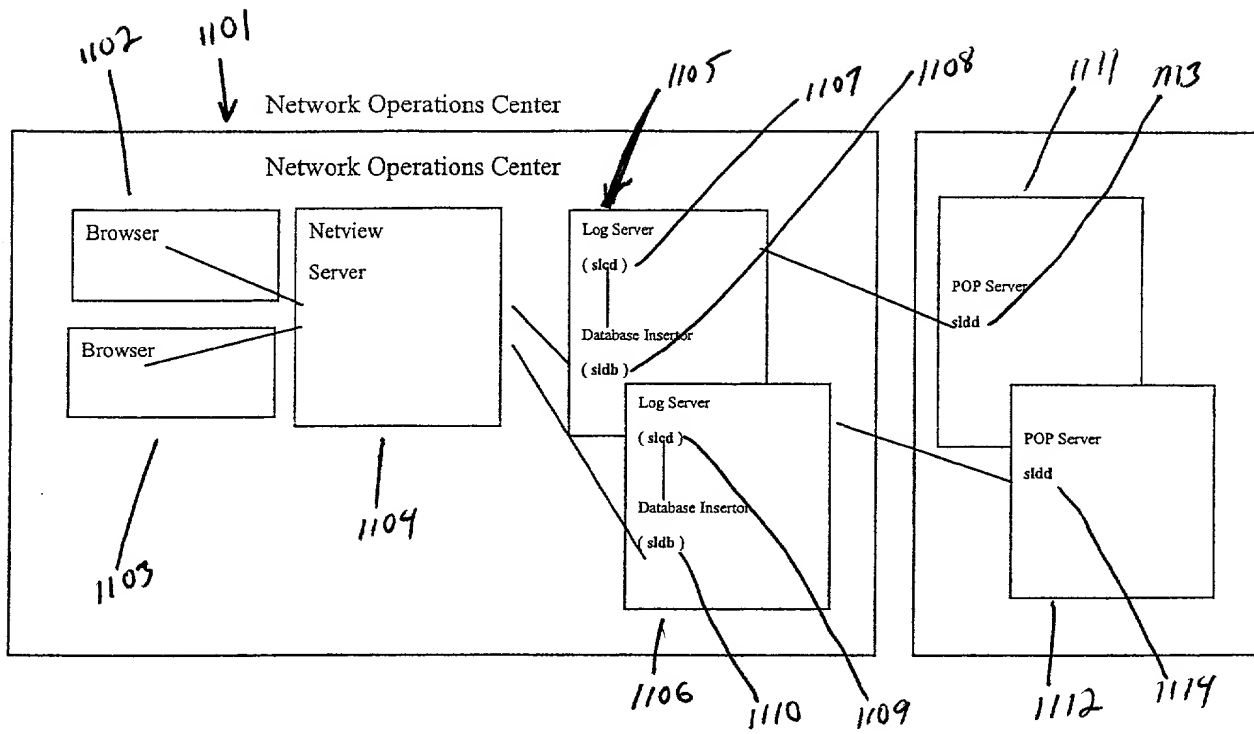 1102
1101
1105
1107
1108
1111
1113
Network Operations Center
Network Operations Center
Browser
Browser
Netview
Server
Log Server
( slcd )
Database Insertor
( sldb )
Log Server
( slcd )
Database Insertor
( sldb )
POP Server
sldd
POP Server
sldd
1103
1104
1106
1110
1109
1112
1114